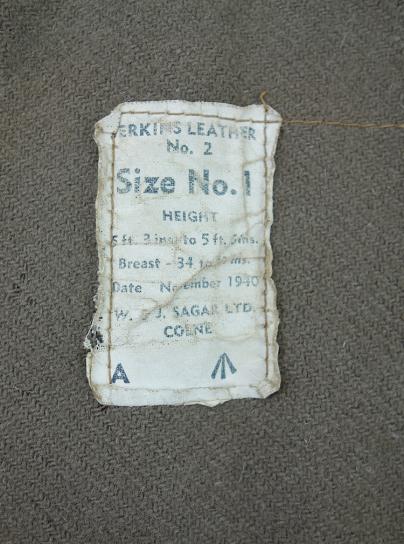 ERKINS LEATHER
No. 2
Size No. 1
HEIGHT
5 ft. 3 ins. to 5 ft. ins.
Breast - 34 to ins.
Date November 1940
W. & J. SAGAR LTD.
COLNE
A